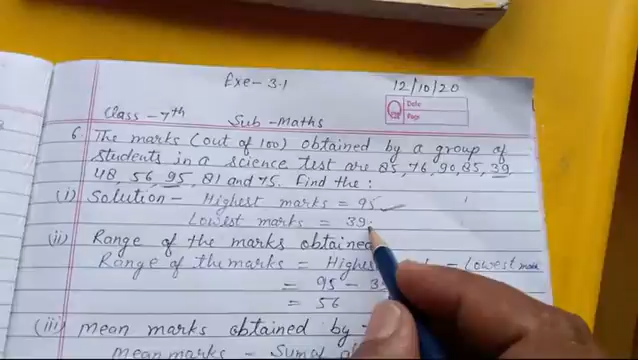 Exe-3.1
12/10/20
Date
Page
Class-7th Sub-Maths
6. The marks (out of 100) obtained by a group of
students in a science test are 85, 76, 90, 85, 39
48, 56, 95, 81 and 75. Find the :
(i) Solution - Highest marks = 95
Lowest marks = 39
(ii) Range of the marks obtained
Range of the marks = - Lowest
= 95 -
= 56
(iii) mean marks obtained by
Mean marks =